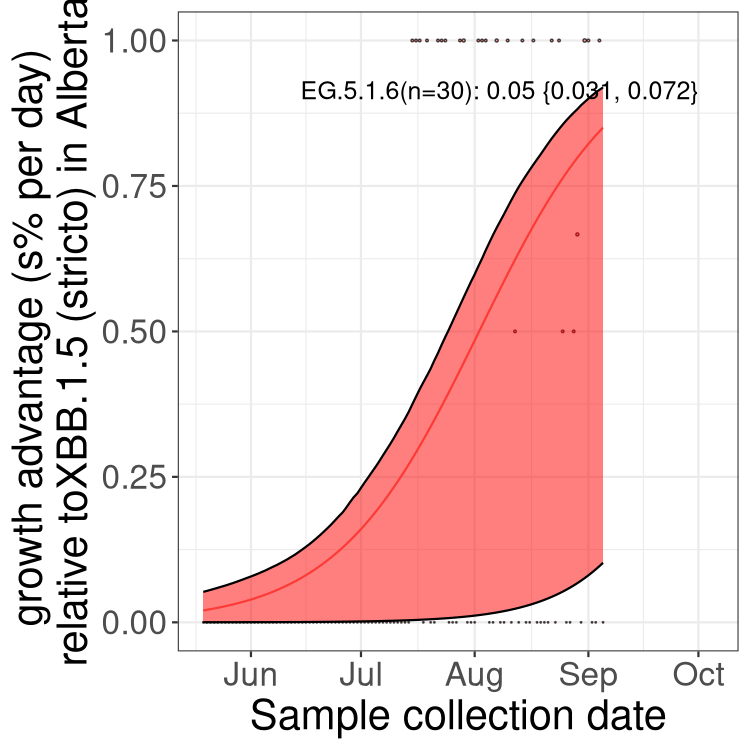 growth advantage (s% per day)
relative toXBB.1.5 (stricto) in Alberta
1.00
EG.5.1.6(n=30): 0.05 {0.031, 0.072}
0.75
0.50
0.25
0.00
Jun Jul Aug Sep Oct
Sample collection date